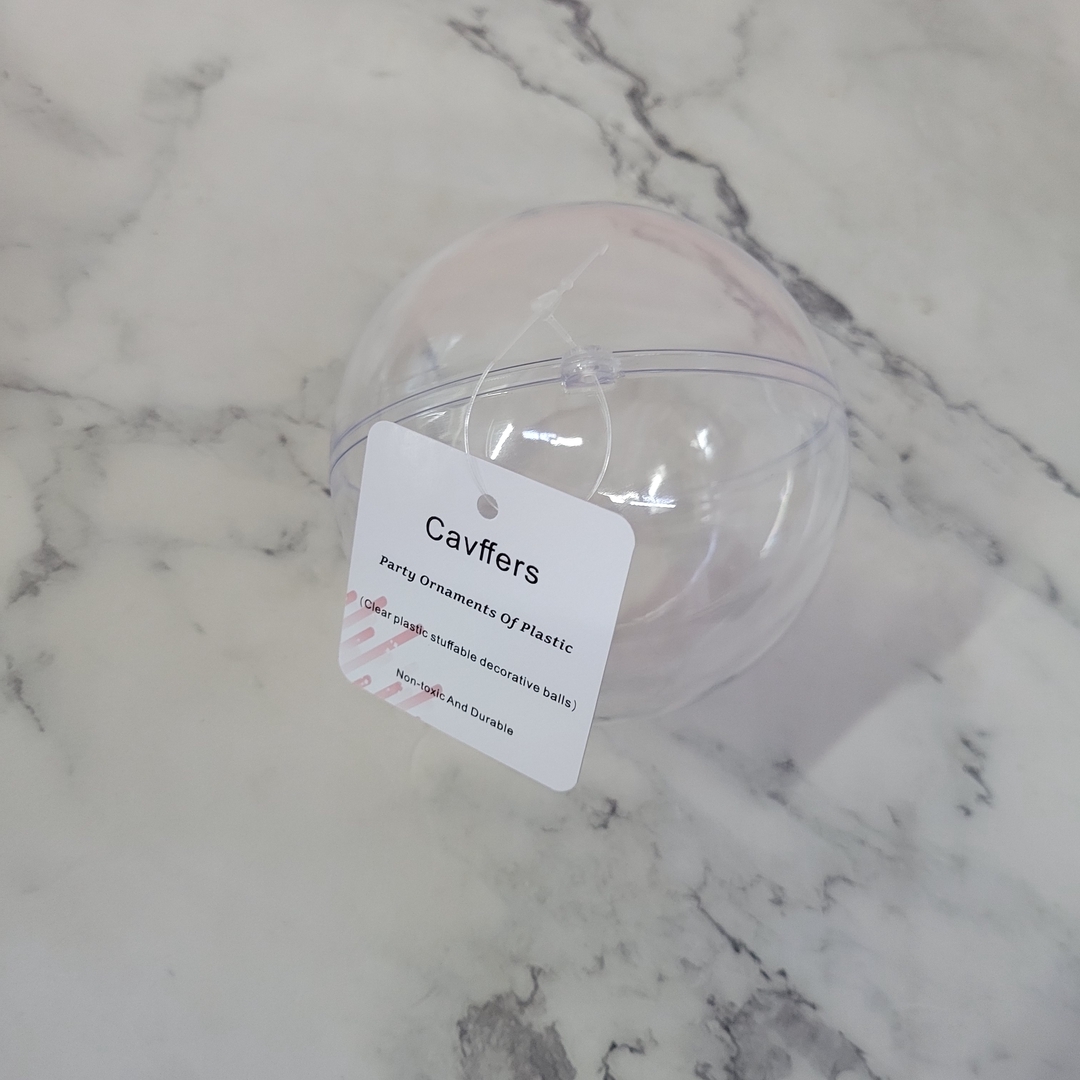 Cavffers
Party Ornaments Of Plastic
(Clear plastic stuffable decorative balls)
Non-toxic And Durable